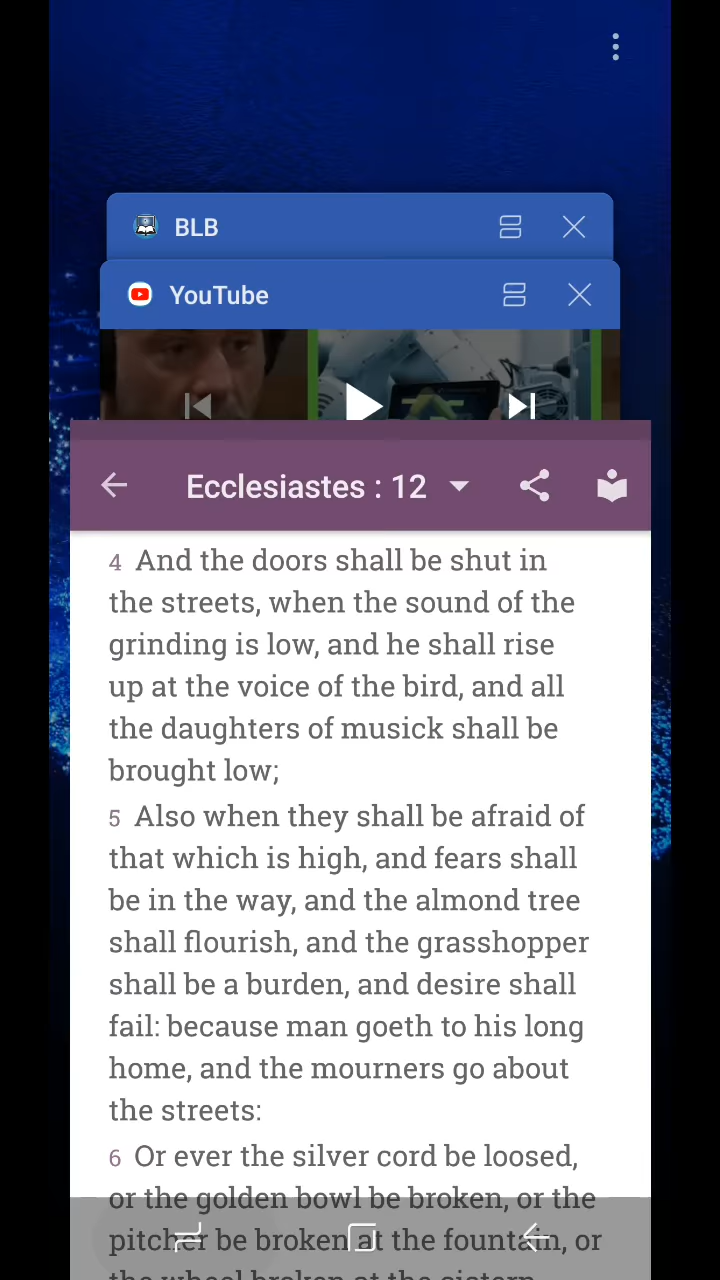 BLB
YouTube
Ecclesiastes : 12
4 And the doors shall be shut in
the streets, when the sound of the
grinding is low, and he shall rise
up at the voice of the bird, and all
the daughters of musick shall be
brought low;
5 Also when they shall be afraid of
that which is high, and fears shall
be in the way, and the almond tree
shall flourish, and the grasshopper
shall be a burden, and desire shall
fail: because man goeth to his long
home, and the mourners go about
the streets:
6 Or ever the silver cord be loosed,
or the golden bowl be broken, or the
pitcher be broken at the fountain, or
the wheel broken at the cistern